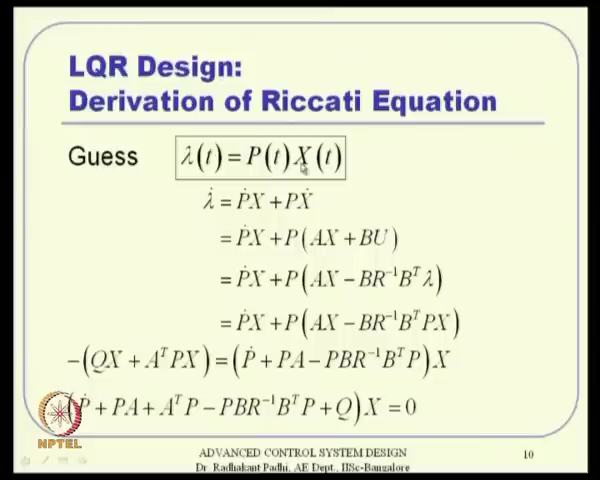 LQR Design:
Derivation of Riccati Equation
Guess λ(t) = P(t)X(t)
λ̇ = ṖX + PẊ
= ṖX + P(AX + BU)
= ṖX + P(AX − BR⁻¹Bᵀλ)
= ṖX + P(AX − BR⁻¹BᵀPX)
−(QX + AᵀPX) = (Ṗ + PA − PBR⁻¹BᵀP)X
(Ṗ + PA + AᵀP − PBR⁻¹BᵀP + Q)X = 0
NPTEL
ADVANCED CONTROL SYSTEM DESIGN
Dr. Radhakant Padhi, AE Dept., IISc-Bangalore
10